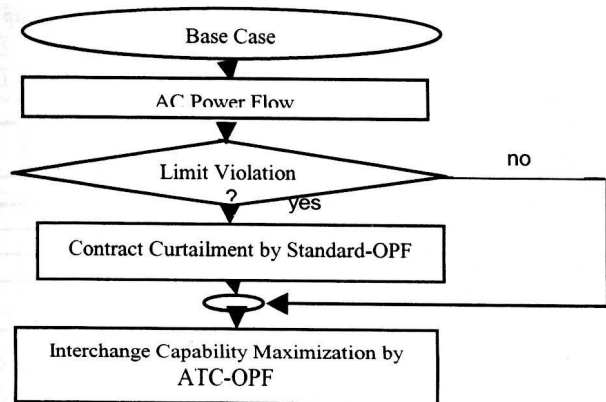 Base Case
AC Power Flow
Limit Violation
?
no
yes
Contract Curtailment by Standard-OPF
Interchange Capability Maximization by
ATC-OPF